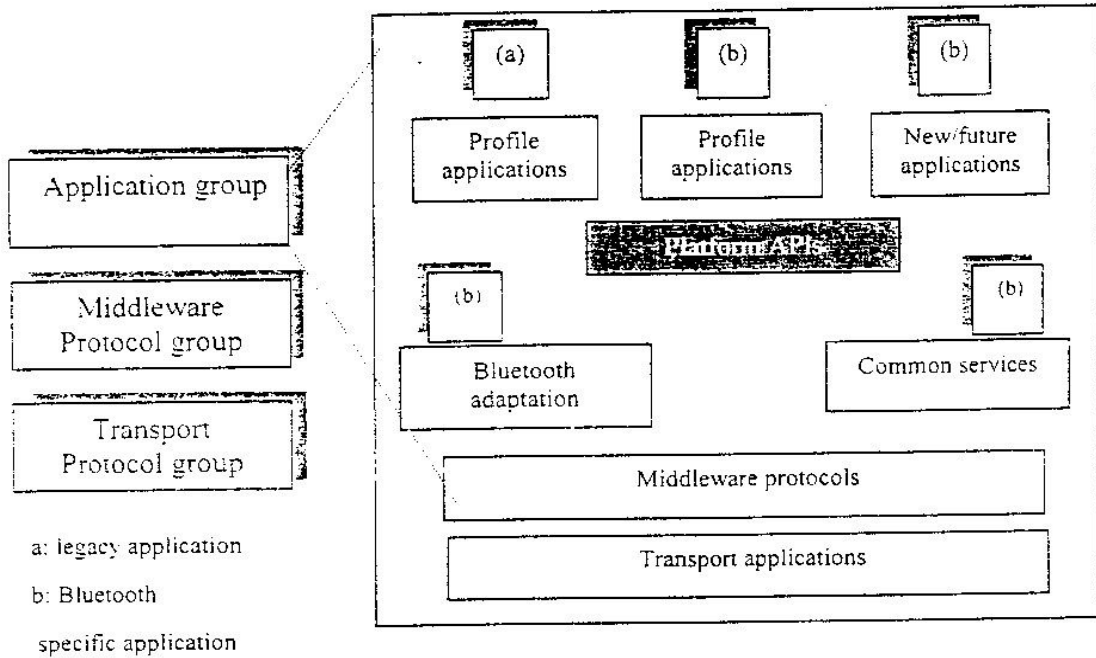 Application group
Middleware
Protocol group
Transport
Protocol group
a: legacy application
b: Bluetooth
specific application
(a)
(b)
(b)
Profile
applications
Profile
applications
New/future
applications
Platform APIs
(b)
(b)
Bluetooth
adaptation
Common services
Middleware protocols
Transport applications